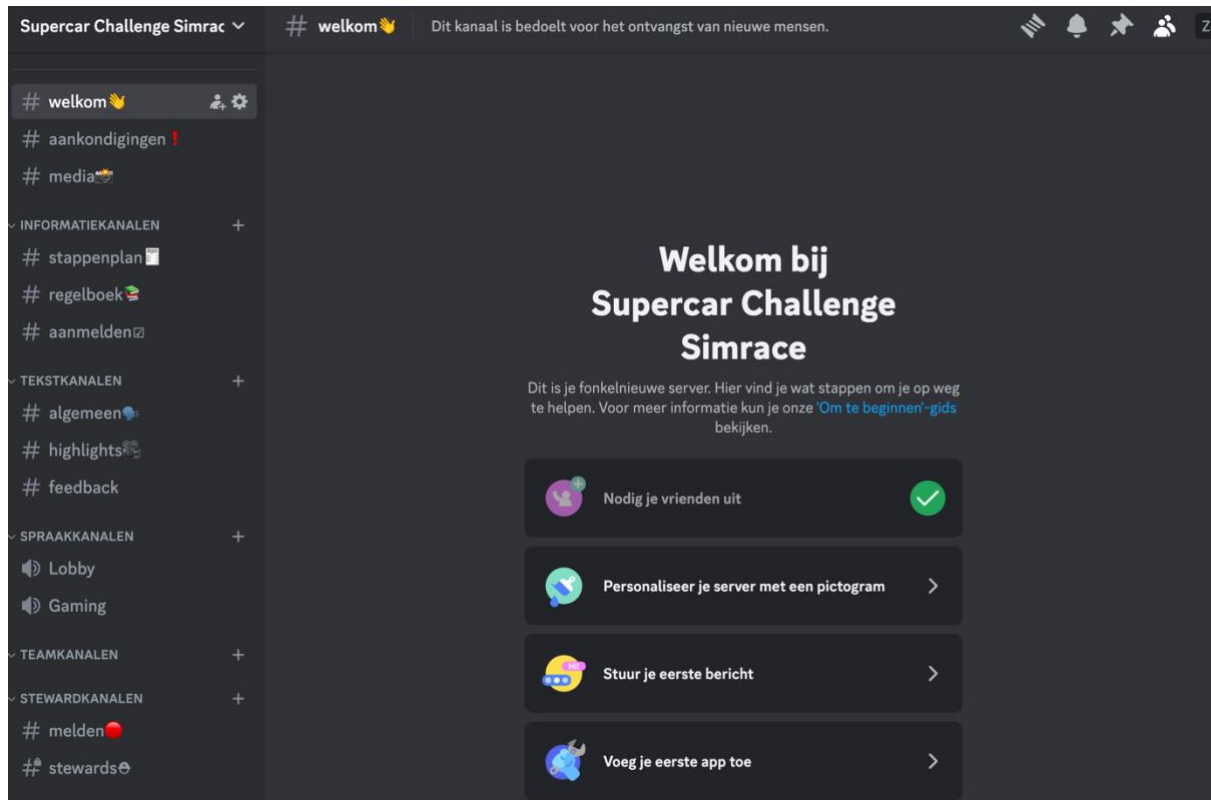 Supercar Challenge Simrac
# welkom👋
Dit kanaal is bedoelt voor het ontvangst van nieuwe mensen.
# welkom👋
# aankondigingen❗
# media📸
INFORMATIEKANALEN
# stappenplan
# regelboek📚
# aanmelden☑
TEKSTKANALEN
# algemeen🗣
# highlights🎥
# feedback
SPRAAKKANALEN
Lobby
Gaming
TEAMKANALEN
STEWARDKANALEN
# melden🔴
# stewards⛑
Welkom bij
Supercar Challenge
Simrace
Dit is je fonkelnieuwe server. Hier vind je wat stappen om je op weg
te helpen. Voor meer informatie kun je onze 'Om te beginnen'-gids
bekijken.
Nodig je vrienden uit
Personaliseer je server met een pictogram
Hi!
Stuur je eerste bericht
Voeg je eerste app toe